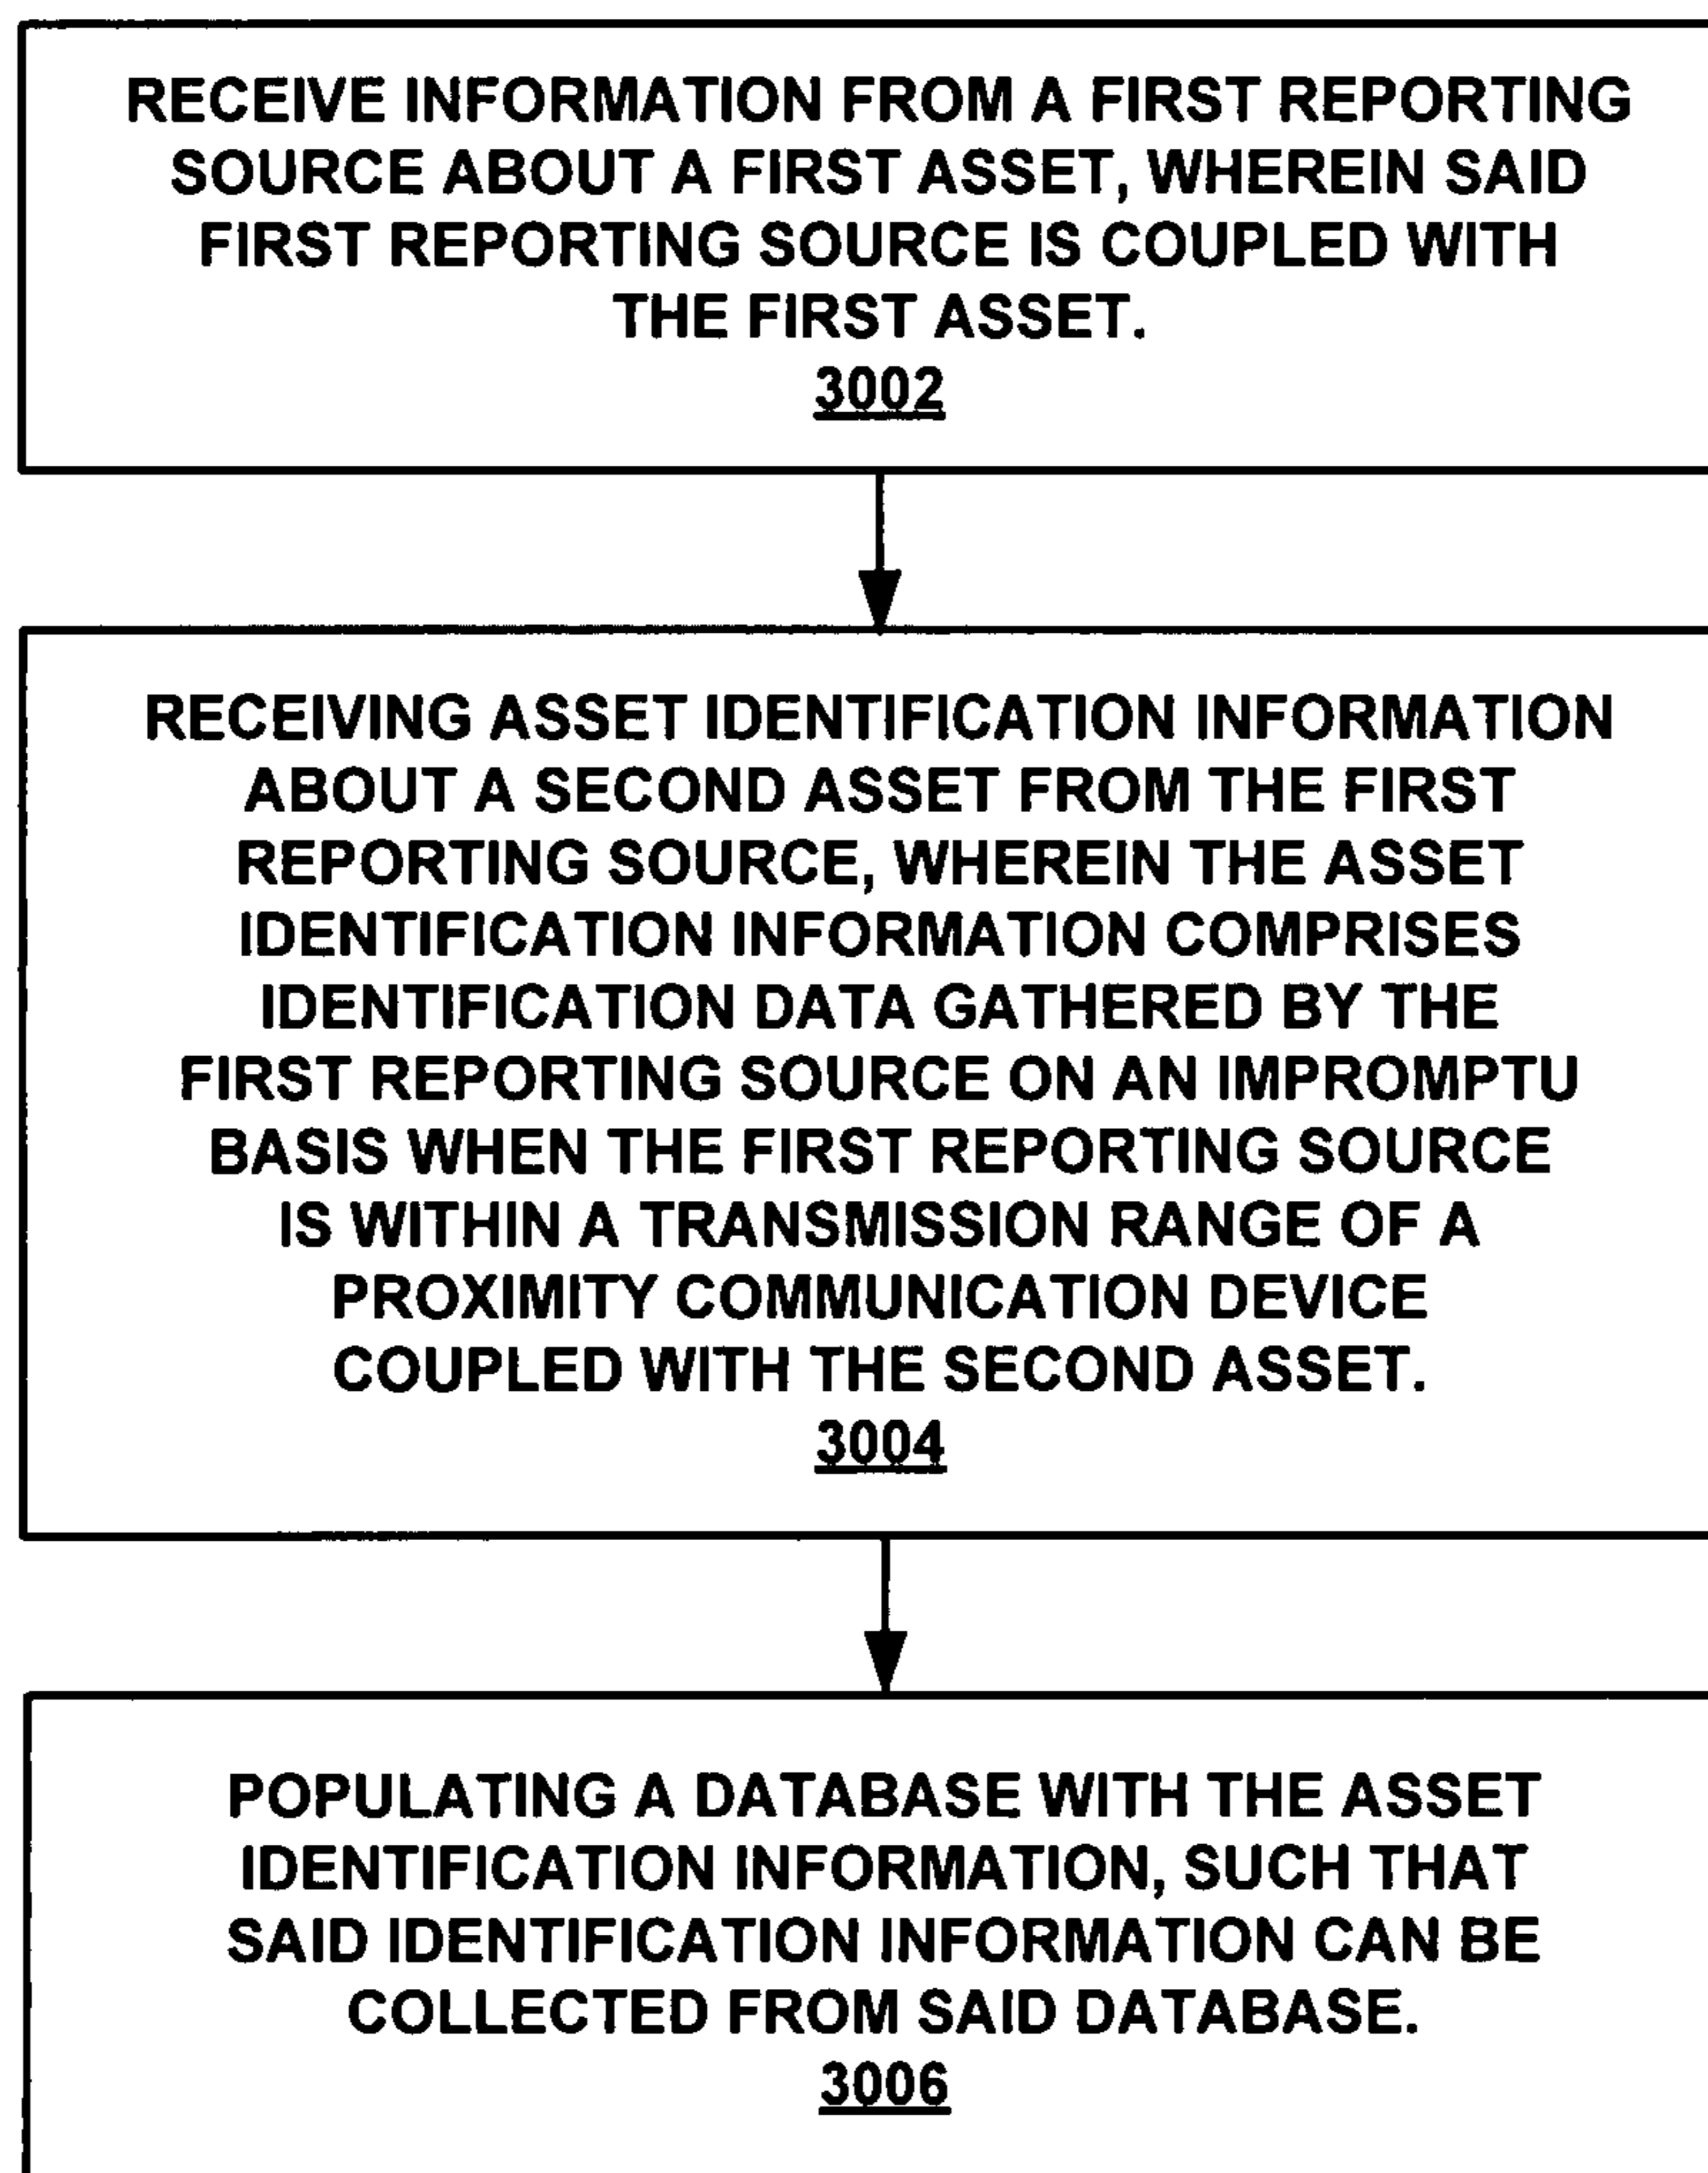 RECEIVE INFORMATION FROM A FIRST REPORTING
SOURCE ABOUT A FIRST ASSET, WHEREIN SAID
FIRST REPORTING SOURCE IS COUPLED WITH
THE FIRST ASSET.
3002
RECEIVING ASSET IDENTIFICATION INFORMATION
ABOUT A SECOND ASSET FROM THE FIRST
REPORTING SOURCE, WHEREIN THE ASSET
IDENTIFICATION INFORMATION COMPRISES
IDENTIFICATION DATA GATHERED BY THE
FIRST REPORTING SOURCE ON AN IMPROMPTU
BASIS WHEN THE FIRST REPORTING SOURCE
IS WITHIN A TRANSMISSION RANGE OF A
PROXIMITY COMMUNICATION DEVICE
COUPLED WITH THE SECOND ASSET.
3004
POPULATING A DATABASE WITH THE ASSET
IDENTIFICATION INFORMATION, SUCH THAT
SAID IDENTIFICATION INFORMATION CAN BE
COLLECTED FROM SAID DATABASE.
3006